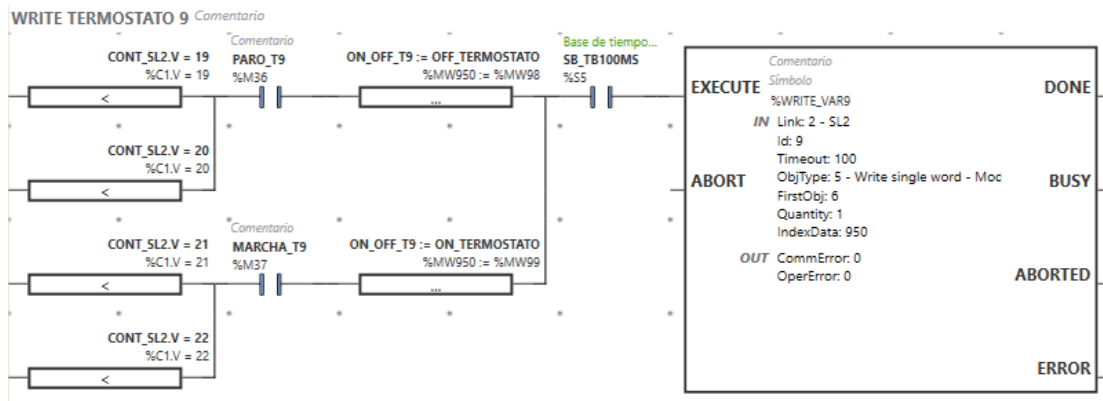 WRITE TERMOSTATO 9 Comentario
CONT_SL2.V = 19
%C1.V = 19
<
Comentario
PARO_T9
%M36
ON_OFF_T9 := OFF_TERMOSTATO
%MW950 := %MW98
...
Base de tiempo...
SB_TB100MS
%S5
CONT_SL2.V = 20
%C1.V = 20
<
CONT_SL2.V = 21
%C1.V = 21
<
Comentario
MARCHA_T9
%M37
ON_OFF_T9 := ON_TERMOSTATO
%MW950 := %MW99
...
CONT_SL2.V = 22
%C1.V = 22
<
Comentario
Símbolo
%WRITE_VAR9
EXECUTE
DONE
IN Link: 2 - SL2
Id: 9
Timeout: 100
ObjType: 5 - Write single word - Mod
FirstObj: 6
Quantity: 1
IndexData: 950
ABORT
BUSY
OUT CommError: 0
OperError: 0
ABORTED
ERROR